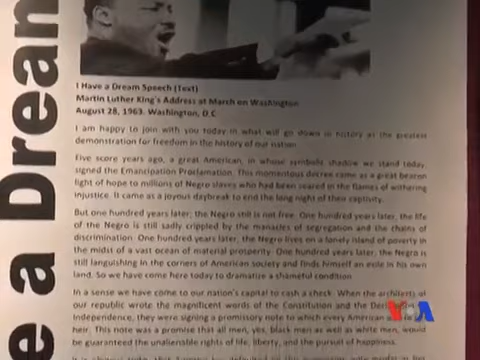 e a Dream
I Have a Dream Speech (Text)
Martin Luther King's Address at March on Washington
August 28, 1963. Washington, D.C
I am happy to join with you today in what will go down in history as the greatest
demonstration for freedom in the history of our nation.
Five score years ago, a great American, in whose symbolic shadow we stand today,
signed the Emancipation Proclamation. This momentous decree came as a great beacon
light of hope to millions of Negro slaves who had been seared in the flames of withering
injustice. It came as a joyous daybreak to end the long night of their captivity.
But one hundred years later, the Negro still is not free. One hundred years later, the life
of the Negro is still sadly crippled by the manacles of segregation and the chains of
discrimination. One hundred years later, the Negro lives on a lonely island of poverty in
the midst of a vast ocean of material prosperity. One hundred years later, the Negro is
still languishing in the corners of American society and finds himself an exile in his own
land. So we have come here today to dramatize a shameful condition.
In a sense we have come to our nation's capital to cash a check. When the architects of
our republic wrote the magnificent words of the Constitution and the
Independence, they were signing a promissory note to which every American
heir. This note was a promise that all men, yes, black men as well as white men, would
be guaranteed the unalienable rights of life, liberty, and the pursuit of happiness.
VOA